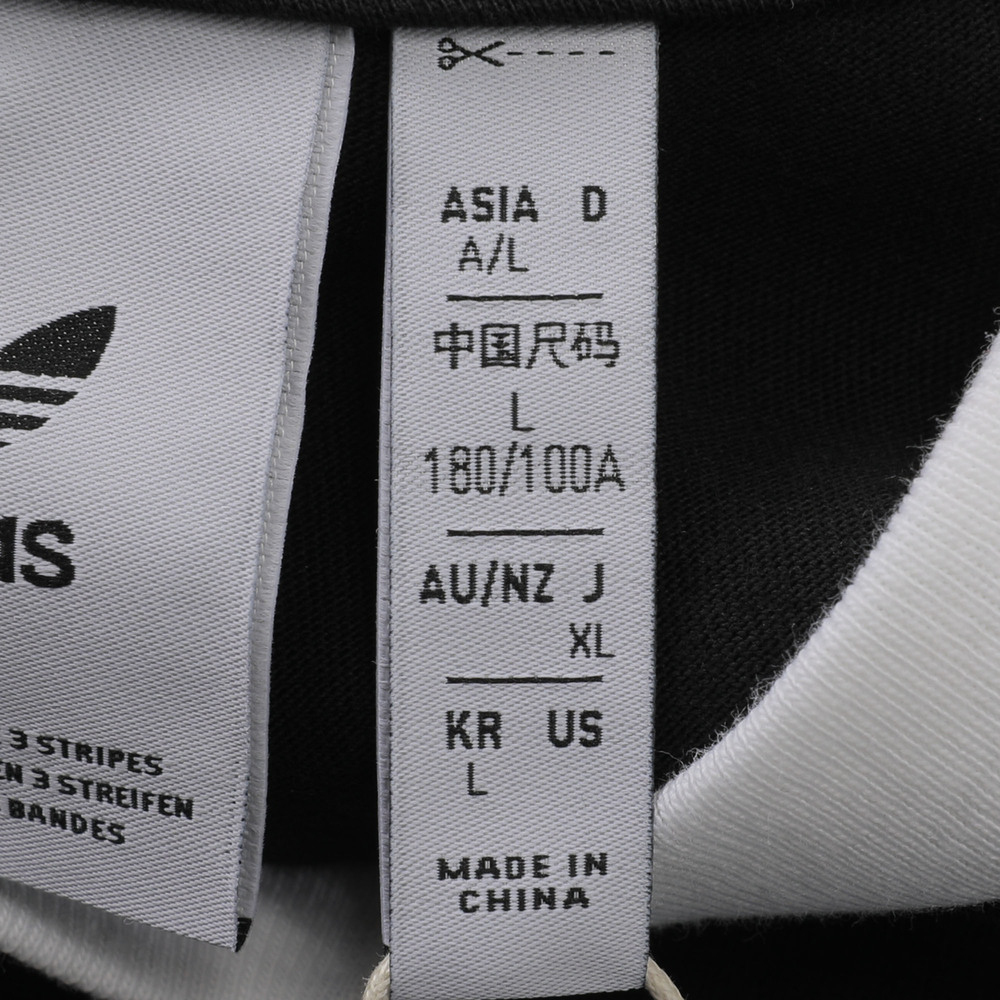 ASIA D
A/L
中国尺码
L
180/100A
AU/NZ J
XL
KR US
L
MADE IN
CHINA
3 STRIPES
3 STREIFEN
BANDES